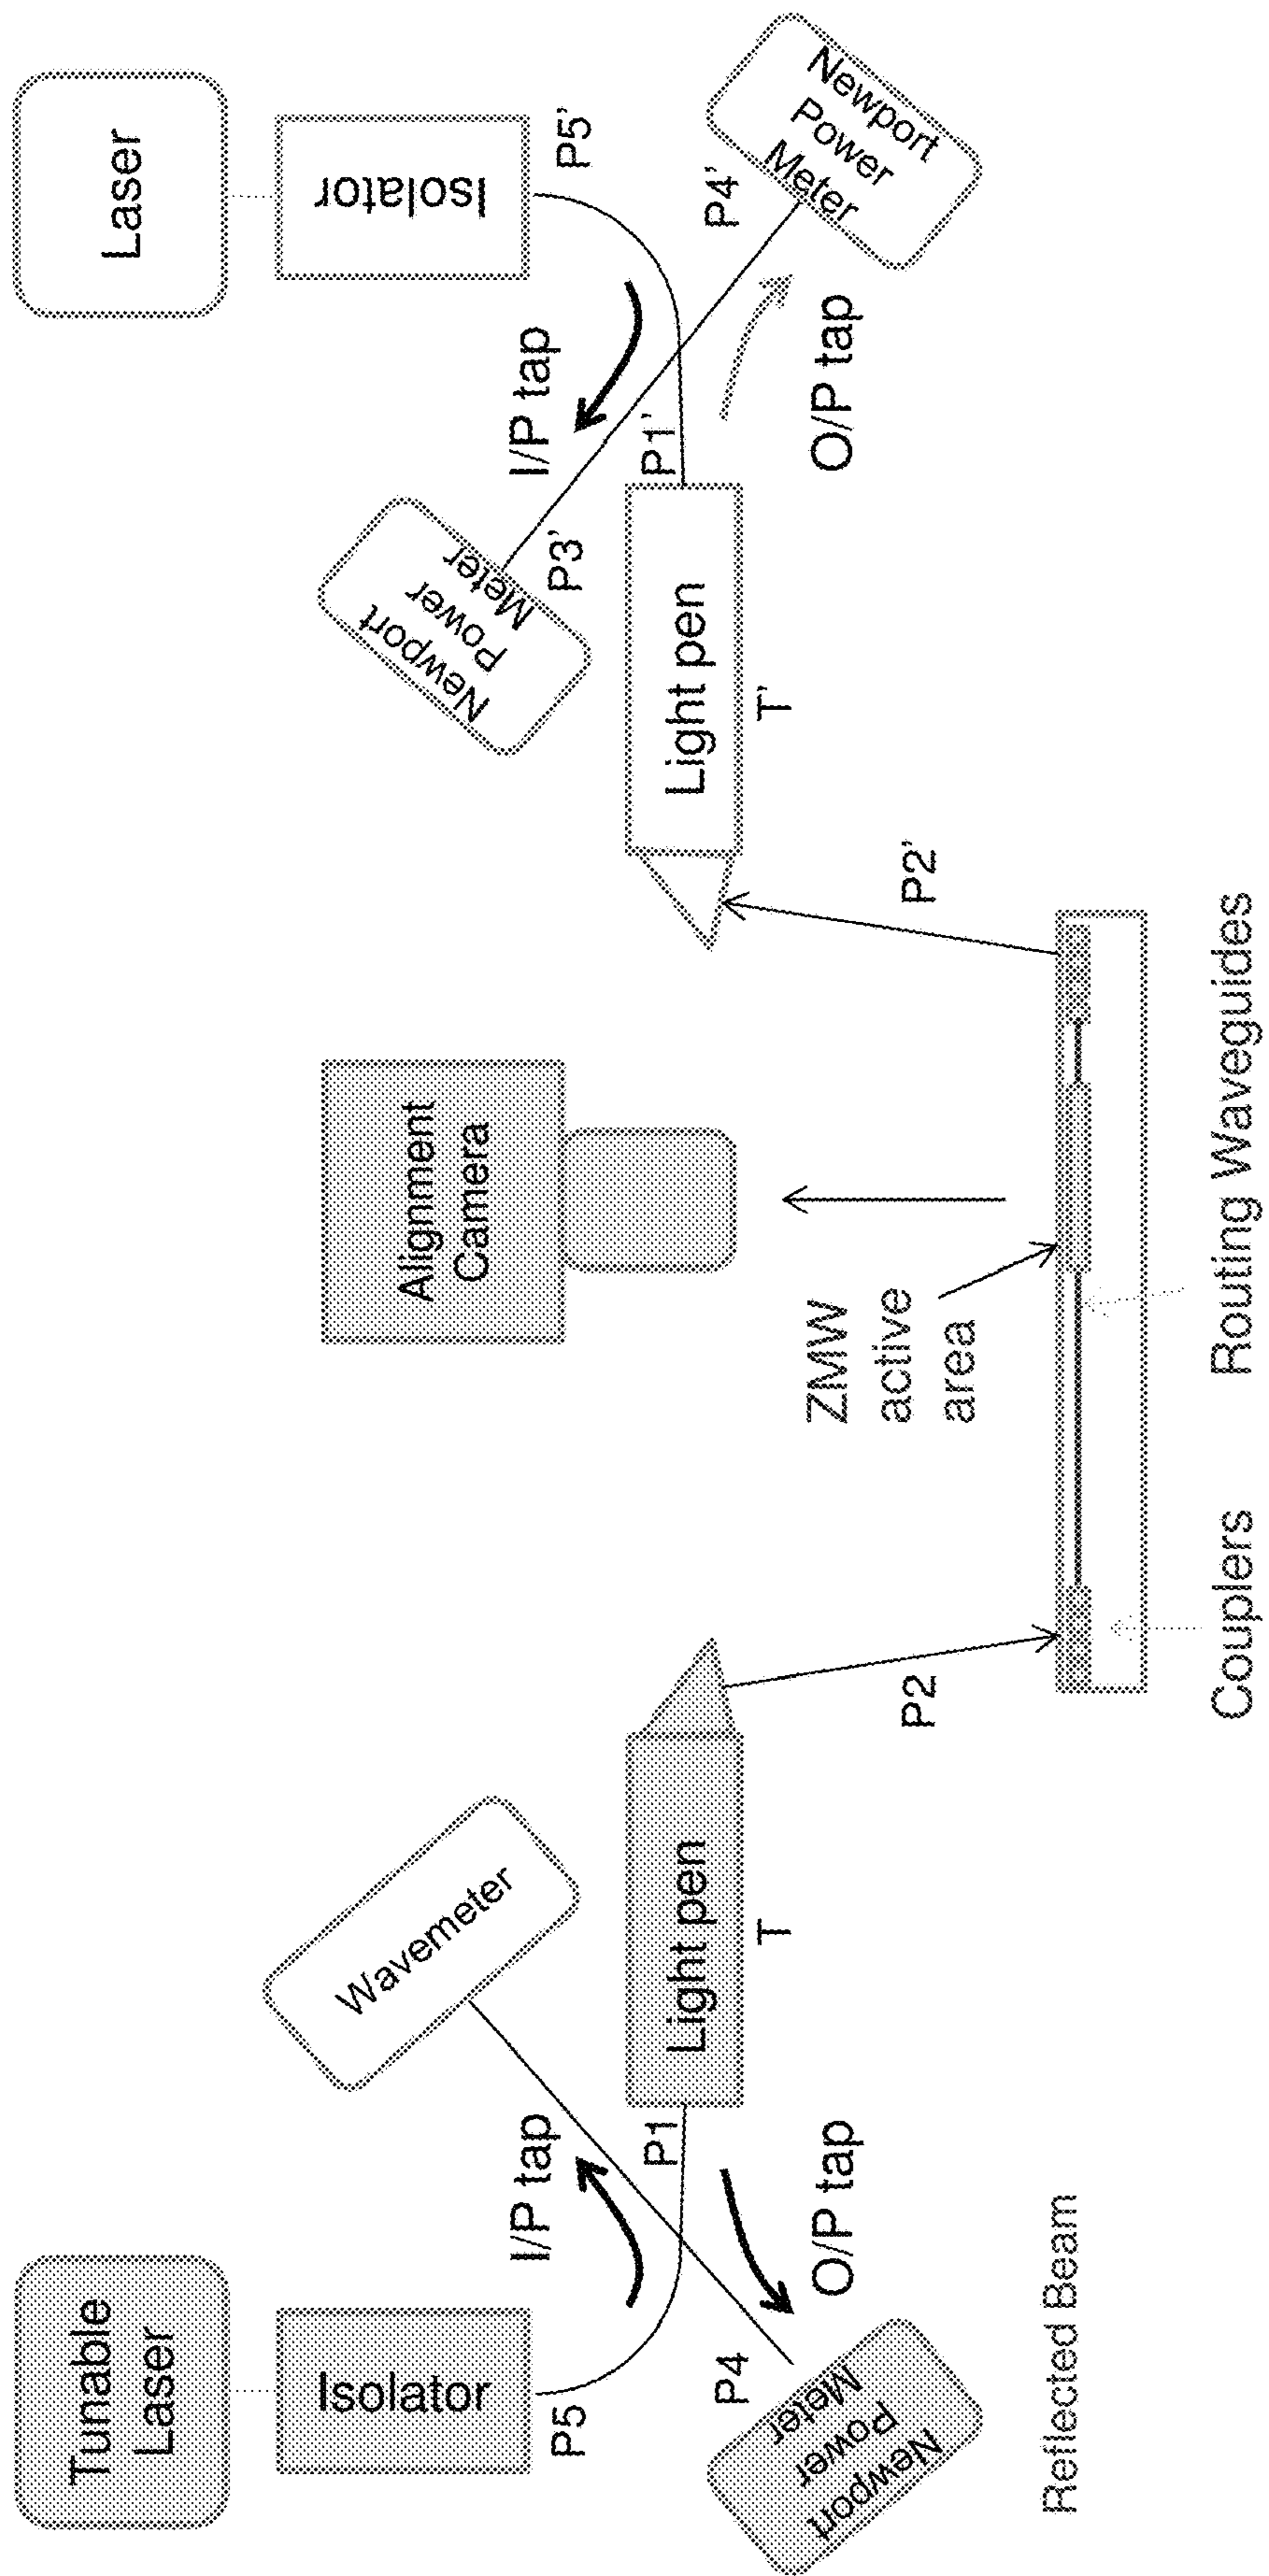 Tunable
Laser
Isolator
P5
I/P tap
Wavemeter
P1
O/P tap
P4
Newport
Power
Meter
Reflected Beam
Light pen
T
P2
Alignment
Camera
ZMW
active
area
Couplers
Routing Waveguides
P2'
Light pen
T'
Newport
Power
Meter
P3'
I/P tap
P1'
O/P tap
Laser
Isolator
P5'
P4'
Newport
Power
Meter